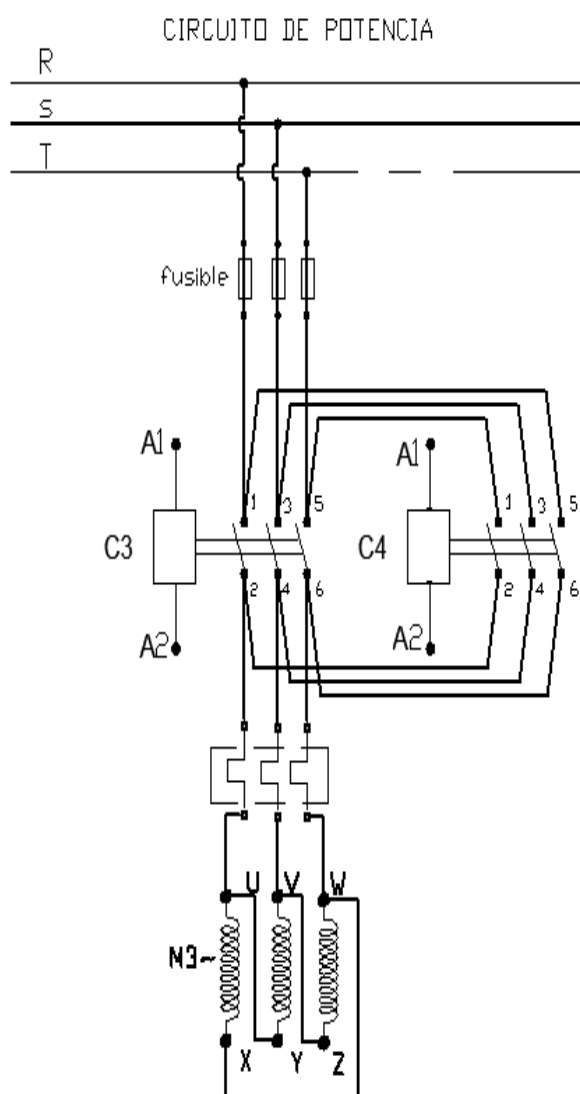 CIRCUITO DE POTENCIA
R
S
T
fusible
A1 A1
1 3 5 1 3 5
C3 C4
2 4 6 2 4 6
A2 A2
U V W
M3~
X Y Z